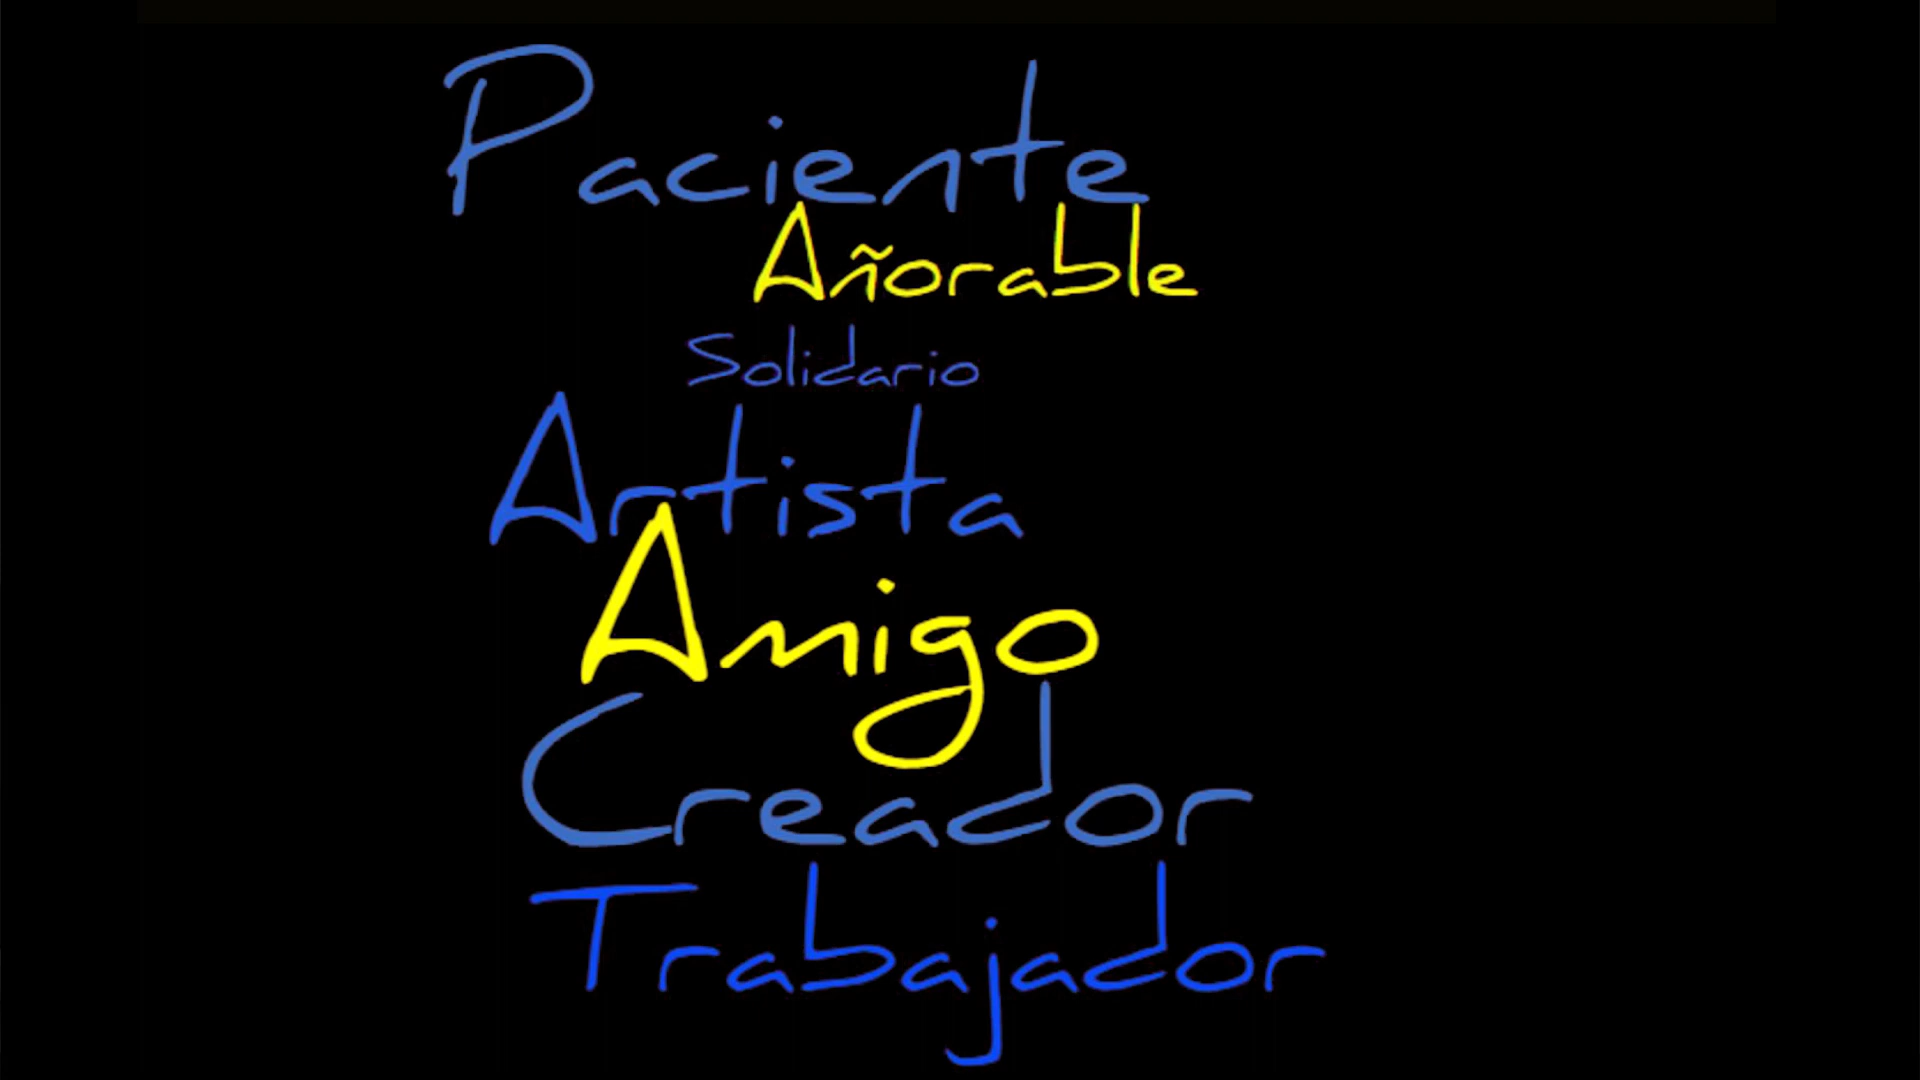 Paciente
Añorable
Solidario
Artista
Amigo
Creador
Trabajador